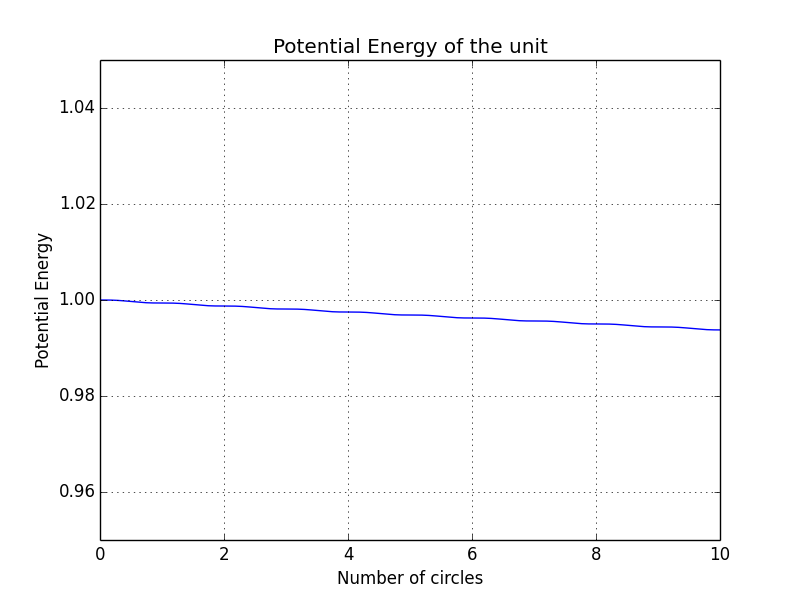 Potential Energy of the unit
1.04
1.02
1.00
0.98
0.96
Potential Energy
0 2 4 6 8 10
Number of circles